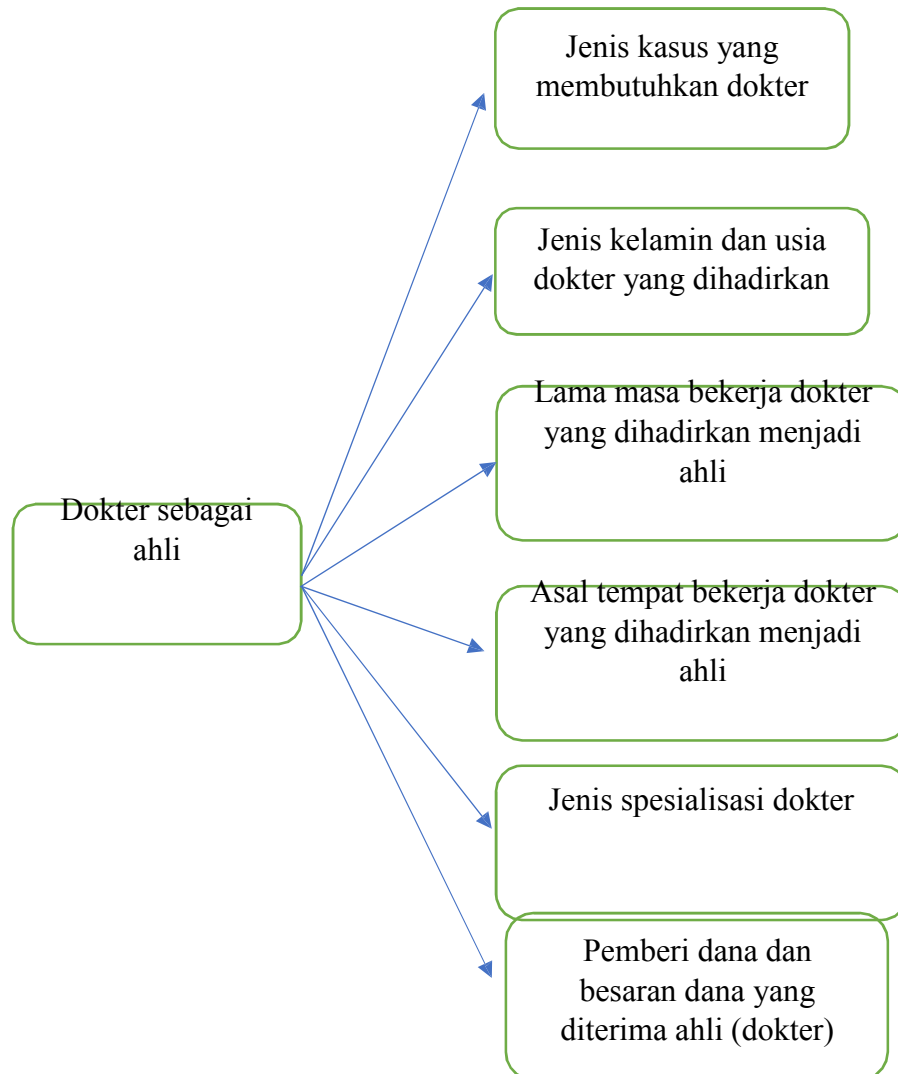 Jenis kasus yang
membutuhkan dokter
Jenis kelamin dan usia
dokter yang dihadirkan
Lama masa bekerja dokter
yang dihadirkan menjadi
ahli
Dokter sebagai
ahli
Asal tempat bekerja dokter
yang dihadirkan menjadi
ahli
Jenis spesialisasi dokter
Pemberi dana dan
besaran dana yang
diterima ahli (dokter)